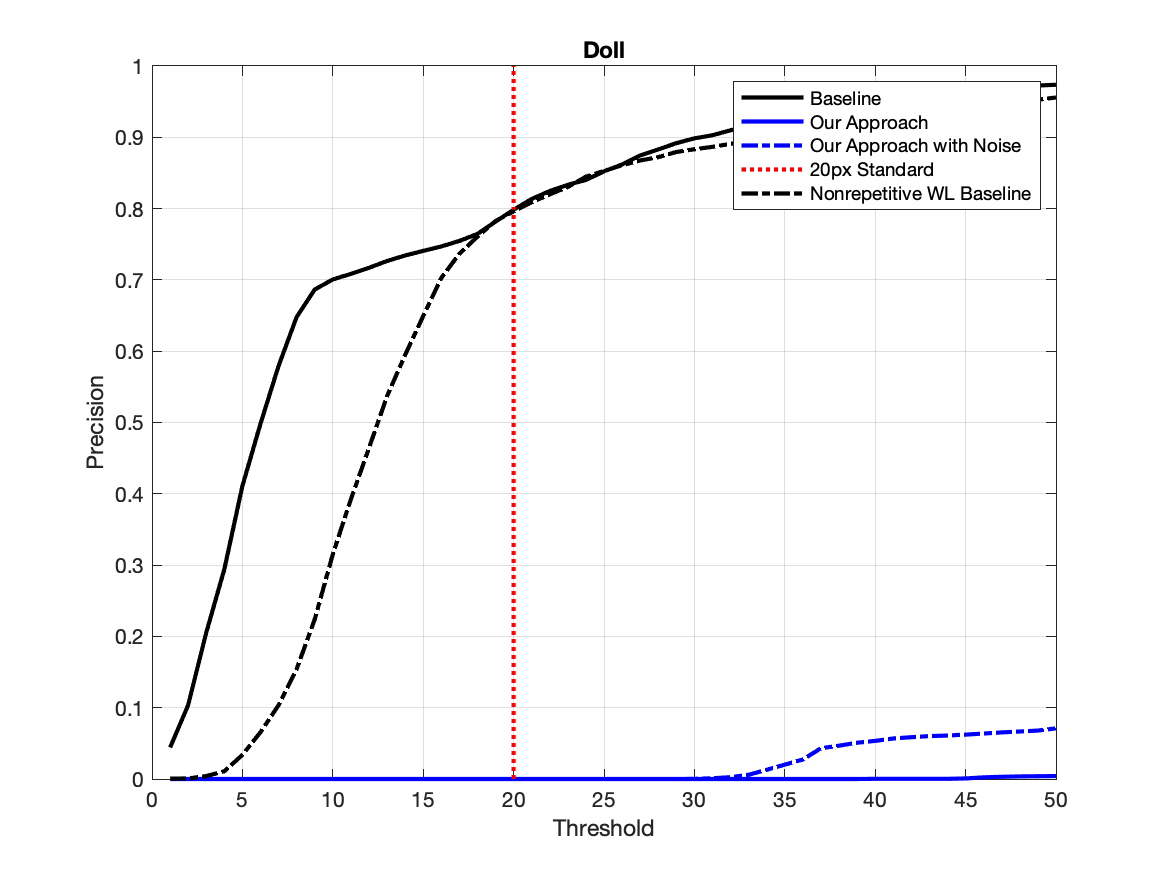 Doll
1
0.9
0.8
0.7
0.6
0.5
0.4
0.3
0.2
0.1
0
Precision
Baseline
Our Approach
Our Approach with Noise
20px Standard
Nonrepetitive WL Baseline
0 5 10 15 20 25 30 35 40 45 50
Threshold